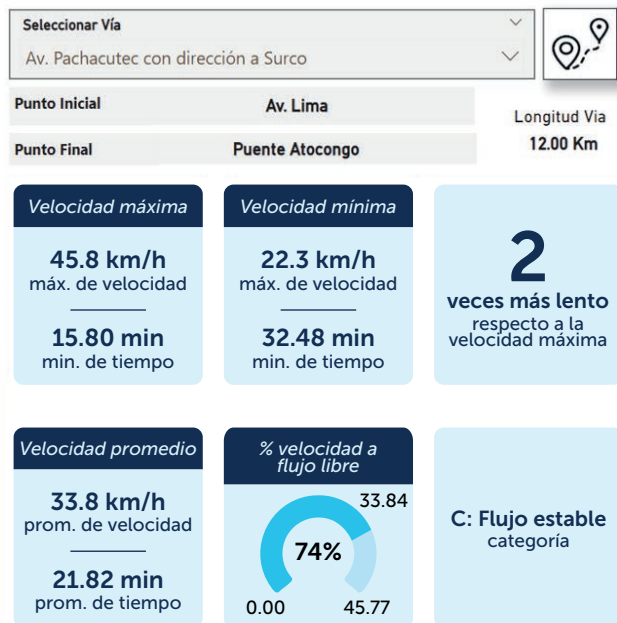 Seleccionar Vía
Av. Pachacutec con dirección a Surco
Punto Inicial
Av. Lima
Longitud Via
Punto Final
Puente Atocongo
12.00 Km
Velocidad máxima
45.8 km/h
máx. de velocidad
15.80 min
min. de tiempo
Velocidad mínima
22.3 km/h
máx. de velocidad
32.48 min
min. de tiempo
2
veces más lento
respecto a la
velocidad máxima
Velocidad promedio
33.8 km/h
prom. de velocidad
21.82 min
prom. de tiempo
% velocidad a
flujo libre
33.84
74%
0.00
45.77
C: Flujo estable
categoría